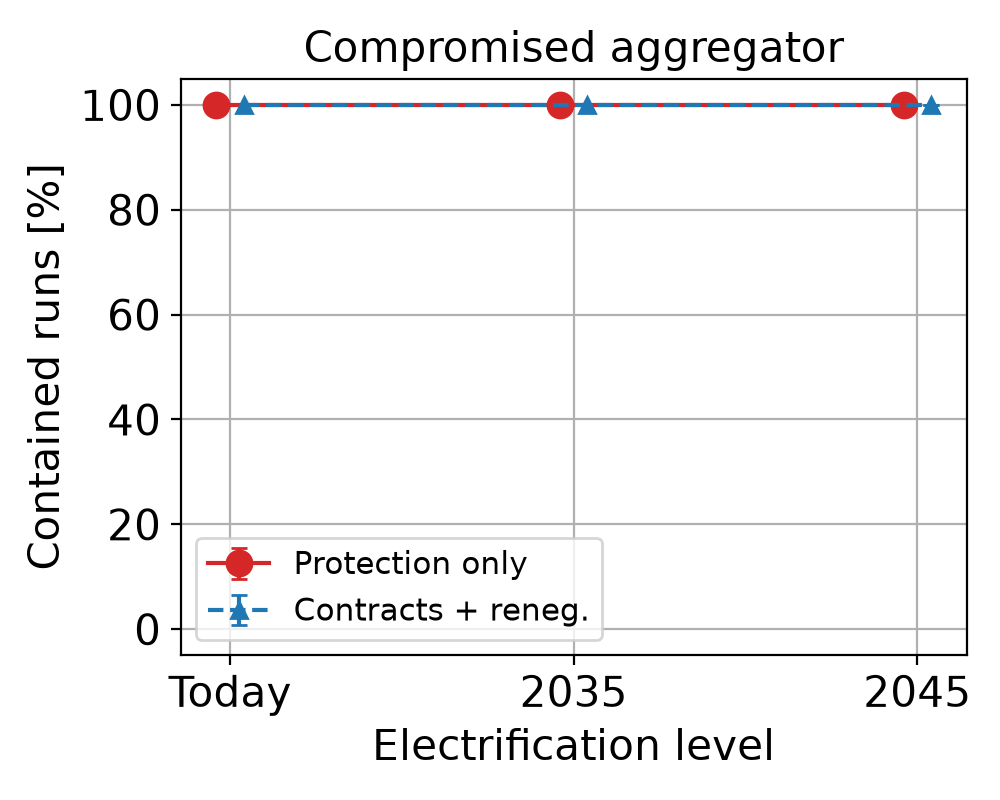 Compromised aggregator
Contained runs [%]
100
80
60
40
20
0
Protection only
Contracts + reneg.
Today 2035 2045
Electrification level